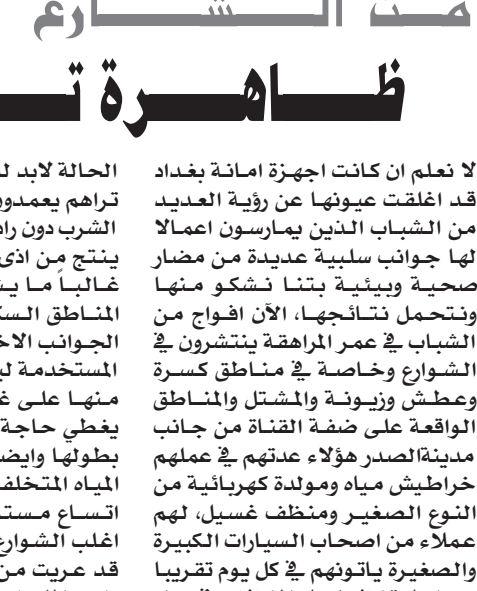 من الشارع
ظاهرة
لا نعلم ان كانت اجهزة امانة بغداد
قد اغلقت عيونها عن رؤية العديد
من الشباب الذين يمارسون اعمالا
لها جوانب سلبية عديدة من مضار
صحية وبيئية بتنا نشكو منها
ونتحمل نتائجها، الآن افواج من
الشباب في عمر المراهقة ينتشرون في
الشوارع وخاصة في مناطق كسرة
وعطش وزيونة والمشتل والمناطق
الواقعة على ضفة القناة من جانب
مدينةالصدر هؤلاء عدتهم في عملهم
خراطيش مياه ومولدة كهربائية من
النوع الصغير ومنظف غسيل، لهم
عملاء من اصحاب السيارات الكبيرة
والصغيرة ياتونهم في كل يوم تقريبا
الحالة لابد
تراهم يعمدون
الشرب دون
ينتج من اذى
غالباً ما
المناطق
الجوانب
المستخدمة
منها على
يغطي حاجة
بطولها
المياه
اتساع
اغلب الشوارع
قد عريت من